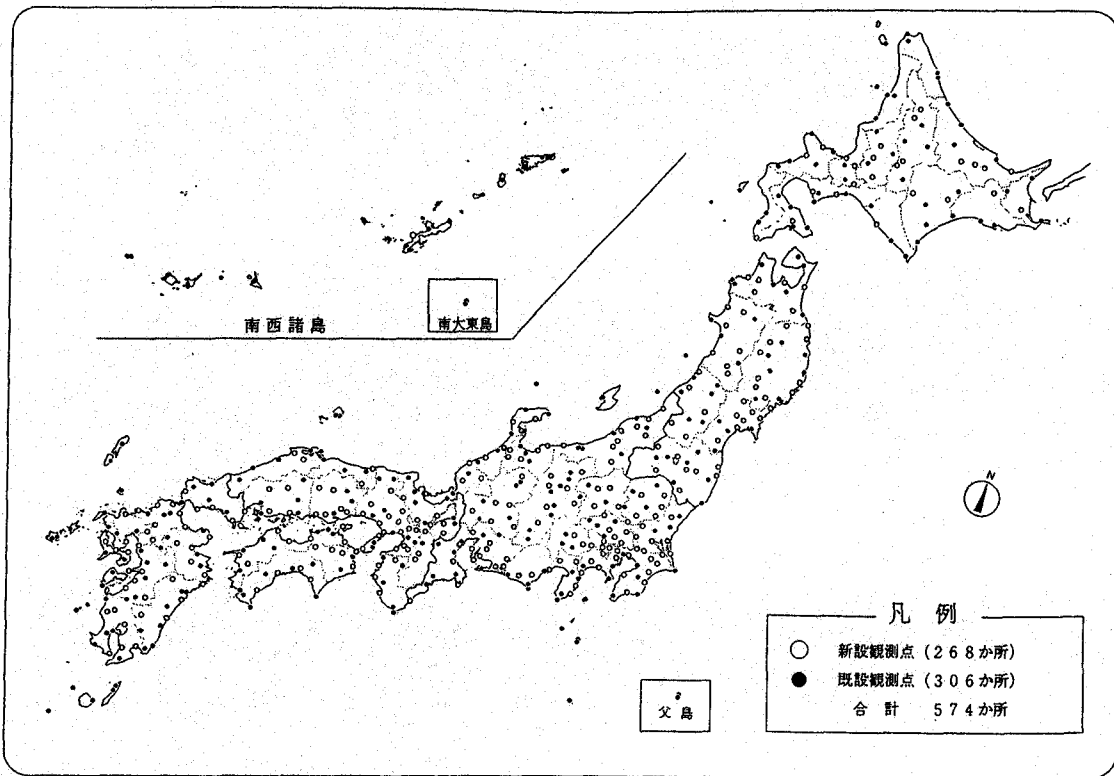 南西諸島
南大東島
N
父島
凡例
○ 新設観測点 (268か所)
● 既設観測点 (306か所)
合計 574か所